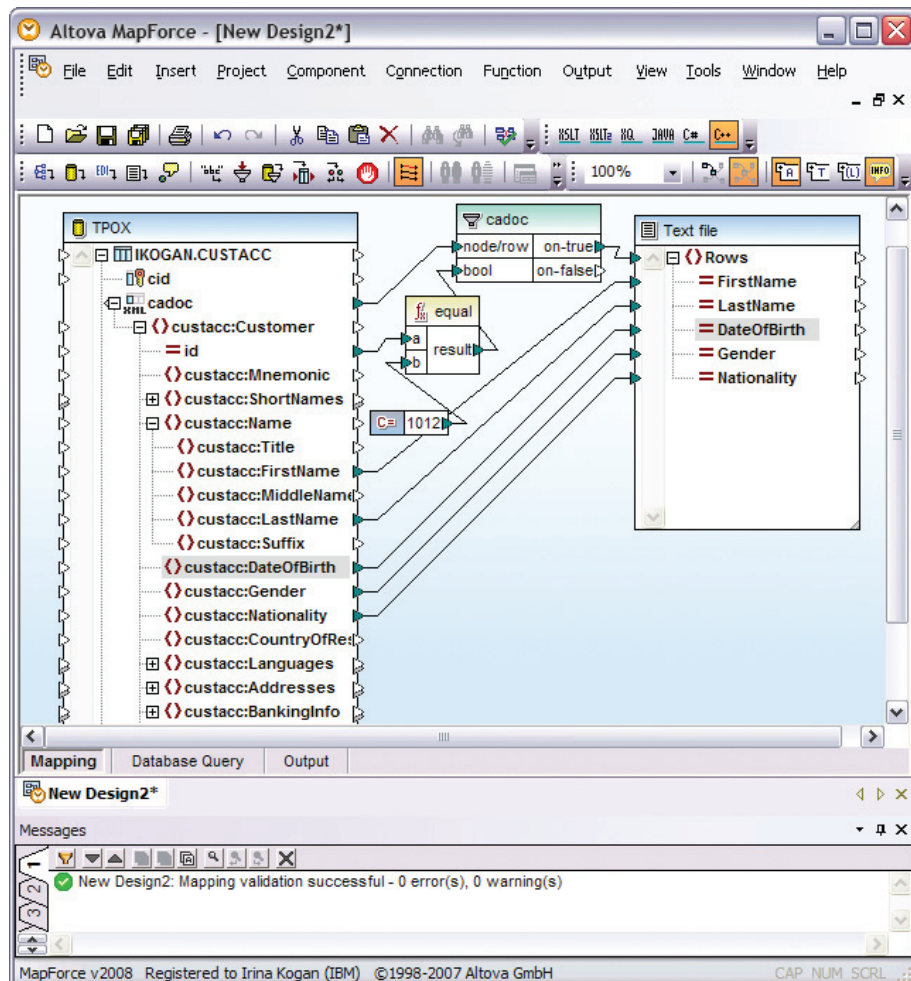 Altova MapForce - [New Design2*]
File Edit Insert Project Component Connection Function Output View Tools Window Help
XSLT XSLT2 XQ JAVA C# C++
100%
INFO
TPOX
IKOGAN.CUSTACC
cid
XML cadoc
custacc:Customer
id
custacc:Mnemonic
custacc:ShortNames
custacc:Name
custacc:Title
custacc:FirstName
custacc:MiddleName
custacc:LastName
custacc:Suffix
custacc:DateOfBirth
custacc:Gender
custacc:Nationality
custacc:CountryOfRes
custacc:Languages
custacc:Addresses
custacc:BankingInfo
cadoc
node/row on-true
bool on-false
equal
a
result
b
C= 1012
Text file
Rows
FirstName
LastName
DateOfBirth
Gender
Nationality
Mapping Database Query Output
New Design2*
Messages
1
2
3
New Design2: Mapping validation successful - 0 error(s), 0 warning(s)
MapForce v2008 Registered to Irina Kogan (IBM) ©1998-2007 Altova GmbH CAP NUM SCRL